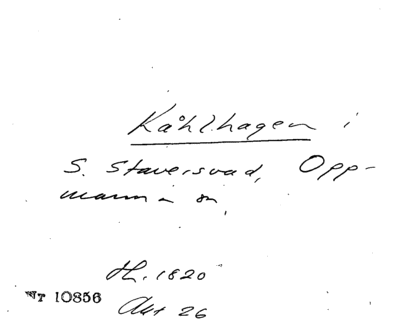 Kåhlhagen i
S. Staversvad, Opp-
manna sn,
H. 1820
Nr 10856
Akt 26